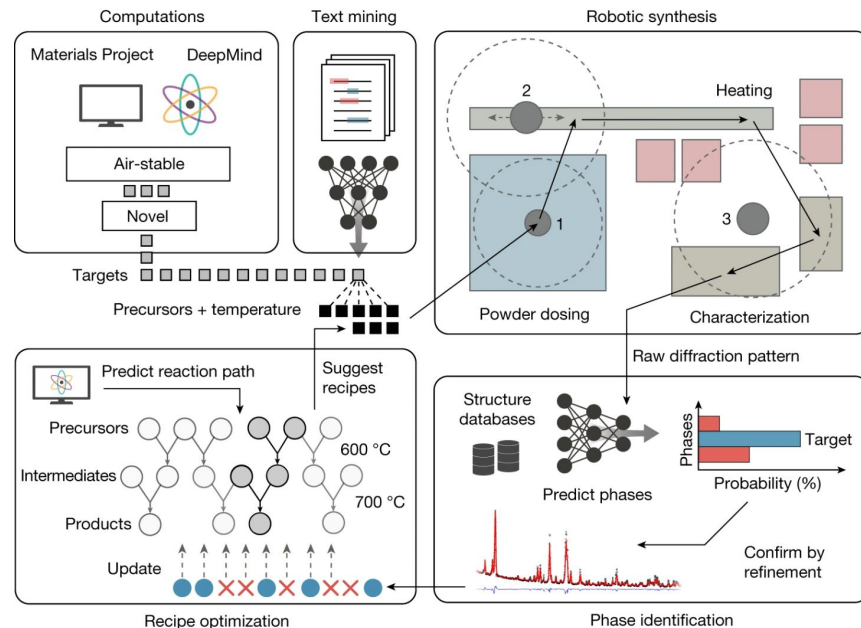 Computations
Text mining
Robotic synthesis
Materials Project
DeepMind
Air-stable
Novel
Targets
Precursors + temperature
2
Heating
1
3
Powder dosing
Characterization
Raw diffraction pattern
Predict reaction path
Suggest
recipes
Precursors
600 °C
Intermediates
700 °C
Products
Update
Recipe optimization
Structure
databases
Predict phases
Phases
Target
Probability (%)
Confirm by
refinement
Phase identification